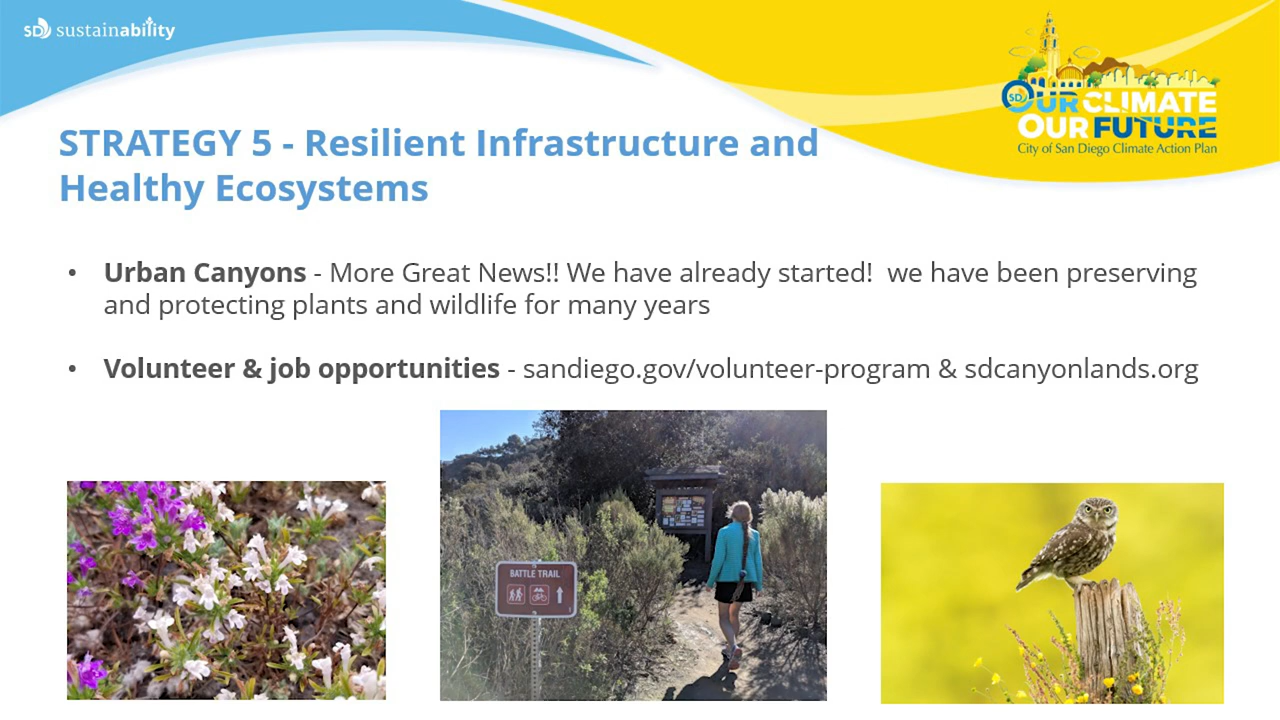 SD sustainability
SD OUR CLIMATE
OUR FUTURE
City of San Diego Climate Action Plan
STRATEGY 5 - Resilient Infrastructure and
Healthy Ecosystems
• Urban Canyons - More Great News!! We have already started!  we have been preserving
and protecting plants and wildlife for many years
• Volunteer & job opportunities - sandiego.gov/volunteer-program & sdcanyonlands.org
BATTLE TRAIL